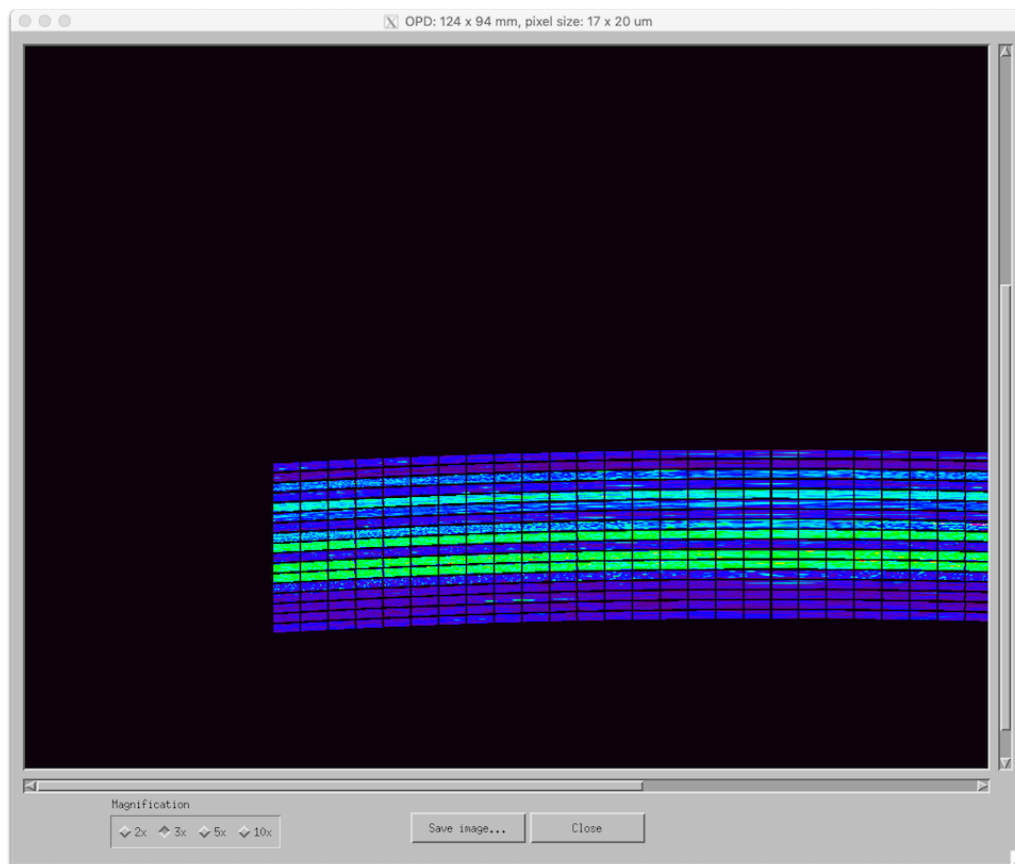 OPD: 124 x 94 mm, pixel size: 17 x 20 um
Magnification
2x 3x 5x 10x
Save image... Close